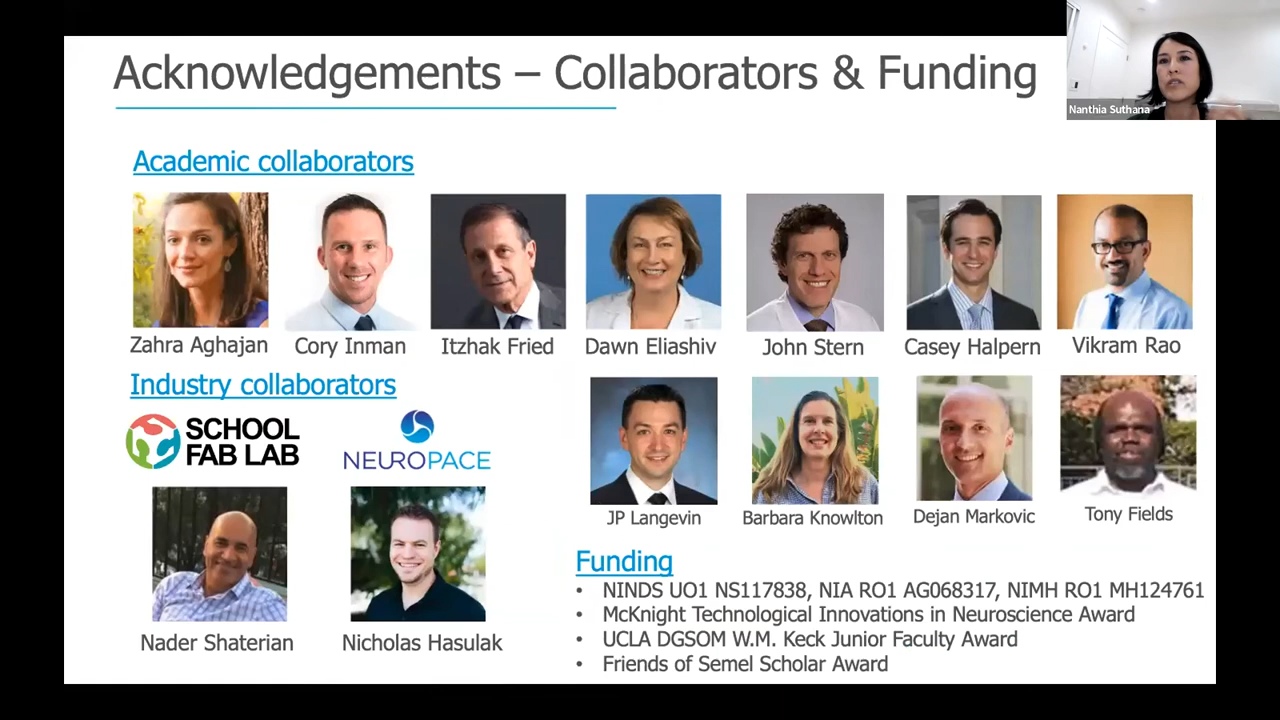 Acknowledgements – Collaborators & Funding
Nanthia Suthana
Academic collaborators
Zahra Aghajan
Cory Inman
Itzhak Fried
Dawn Eliashiv
John Stern
Casey Halpern
Vikram Rao
Industry collaborators
SCHOOL
FAB LAB
NEUROPACE
JP Langevin
Barbara Knowlton
Dejan Markovic
Tony Fields
Nader Shaterian
Nicholas Hasulak
Funding
• NINDS UO1 NS117838, NIA RO1 AG068317, NIMH RO1 MH124761
• McKnight Technological Innovations in Neuroscience Award
• UCLA DGSOM W.M. Keck Junior Faculty Award
• Friends of Semel Scholar Award